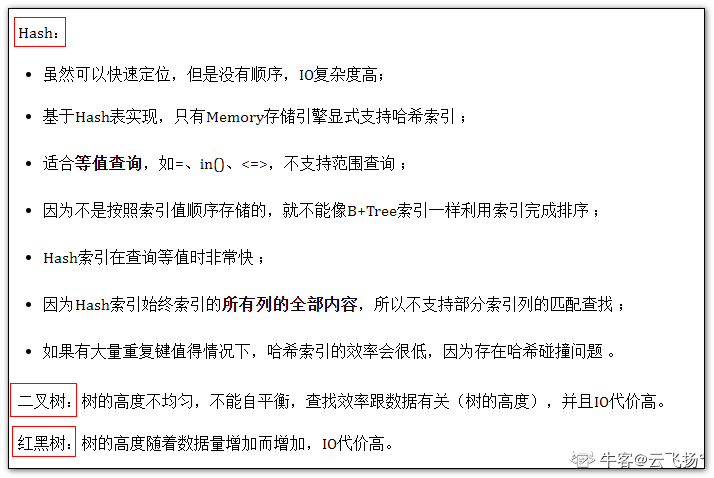 Hash：
• 虽然可以快速定位，但是没有顺序，IO复杂度高；
• 基于Hash表实现，只有Memory存储引擎显式支持哈希索引 ；
• 适合等值查询，如=、in()、<=>，不支持范围查询 ；
• 因为不是按照索引值顺序存储的，就不能像B+Tree索引一样利用索引完成排序 ；
• Hash索引在查询等值时非常快 ；
• 因为Hash索引始终索引的所有列的全部内容，所以不支持部分索引列的匹配查找 ；
• 如果有大量重复键值得情况下，哈希索引的效率会很低，因为存在哈希碰撞问题 。
二叉树：树的高度不均匀，不能自平衡，查找效率跟数据有关（树的高度），并且IO代价高。
红黑树：树的高度随着数据量增加而增加，IO代价高。
牛客@云飞扬°